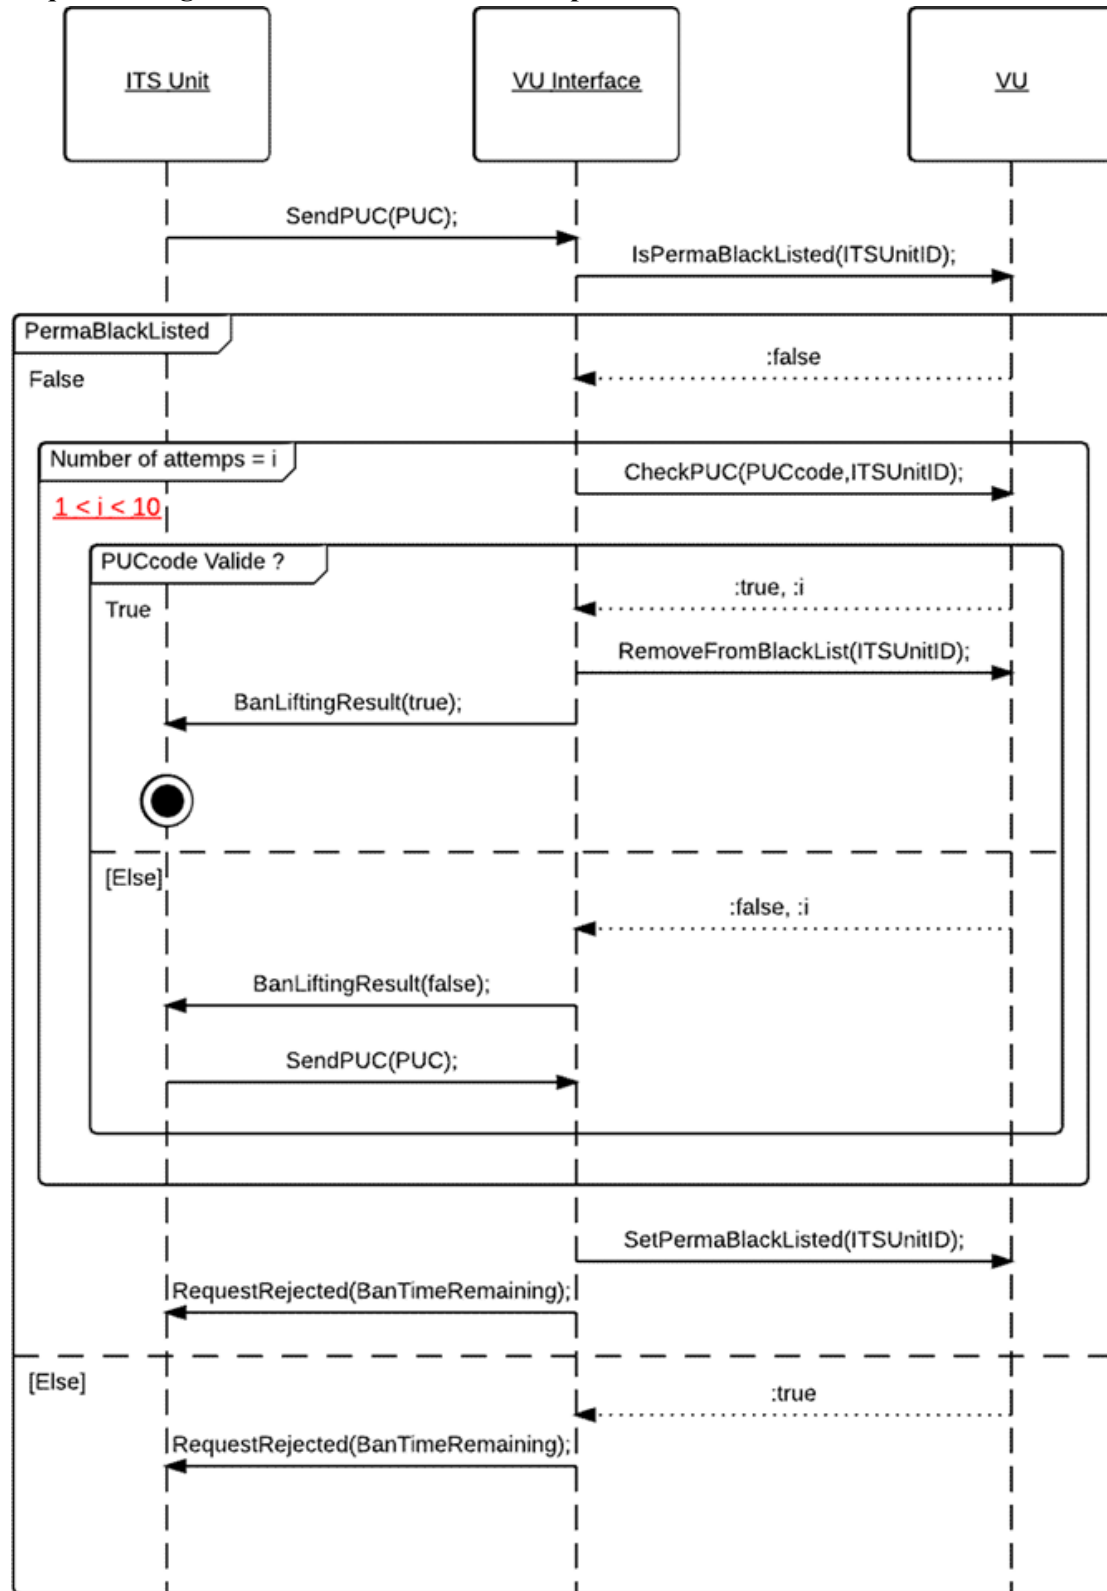 ITS Unit
VU Interface
VU
SendPUC(PUC);
IsPermaBlackListed(ITSUnitID);
PermaBlackListed
:false
False
Number of attemps = i
CheckPUC(PUCcode,ITSUnitID);
1 < i < 10
PUCcode Valide ?
:true, :i
True
RemoveFromBlackList(ITSUnitID);
BanLiftingResult(true);
[Else]
:false, :i
BanLiftingResult(false);
SendPUC(PUC);
SetPermaBlackListed(ITSUnitID);
RequestRejected(BanTimeRemaining);
[Else]
:true
RequestRejected(BanTimeRemaining);